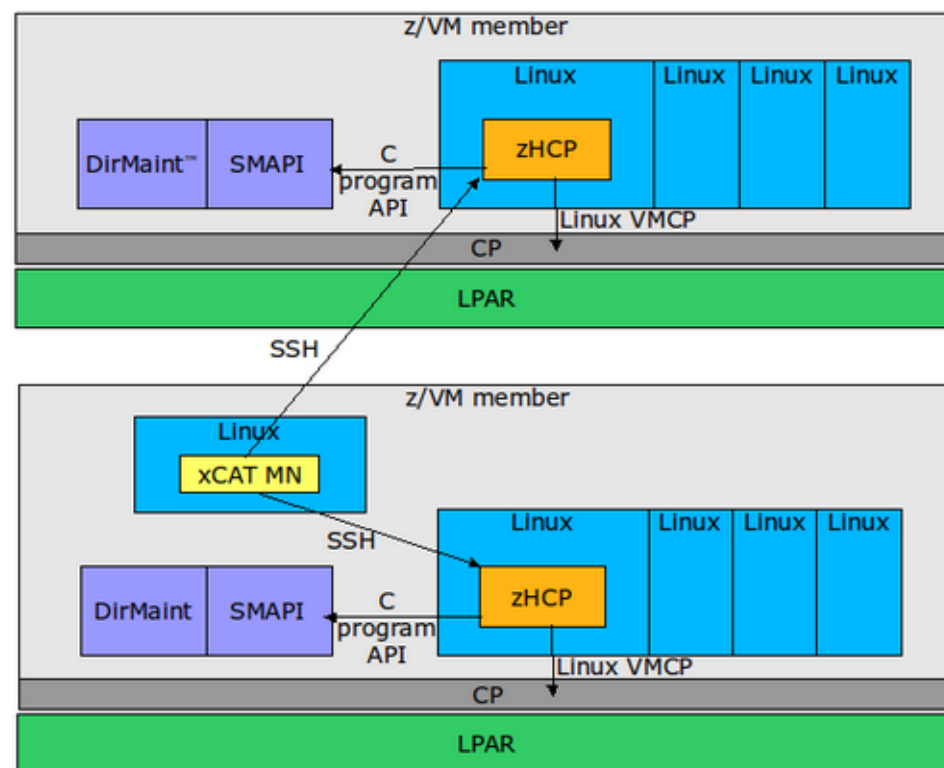 z/VM member
Linux
Linux
Linux
Linux
DirMaint™
SMAPI
C
program
API
zHCP
Linux VMCP
CP
LPAR
SSH
z/VM member
Linux
xCAT MN
SSH
Linux
Linux
Linux
Linux
DirMaint
SMAPI
C
program
API
zHCP
Linux VMCP
CP
LPAR